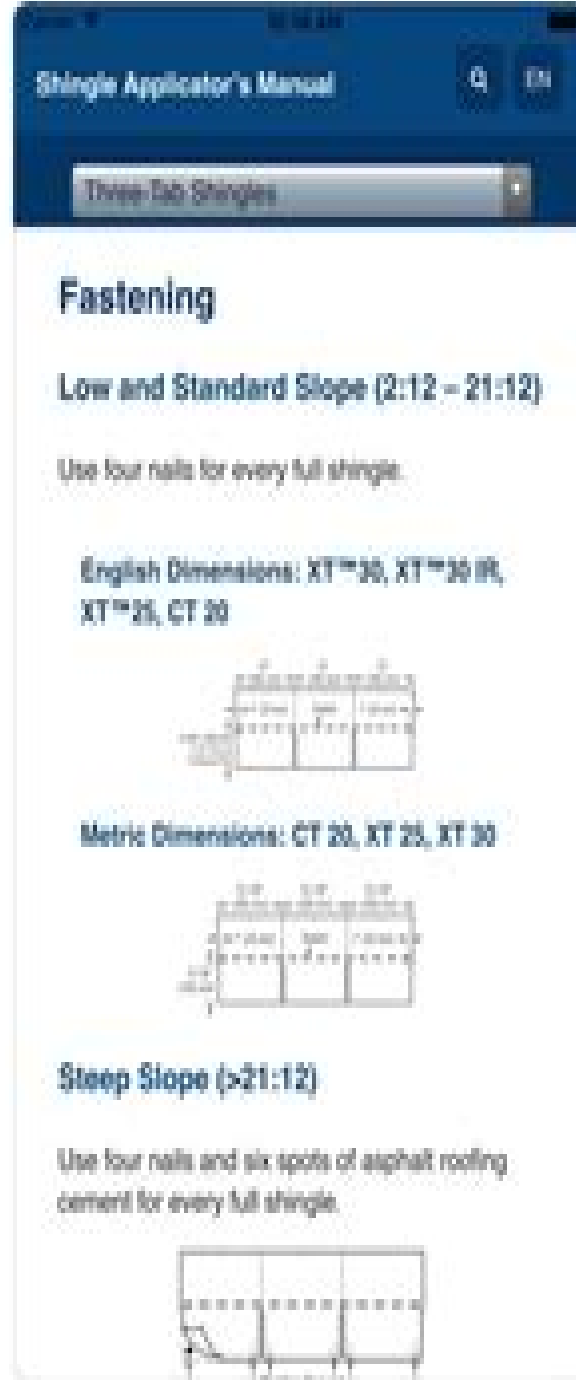 Shingle Applicator's Manual
EN
Three-Tab Shingles
Fastening
Low and Standard Slope (2:12 – 21:12)
Use four nails for every full shingle.
English Dimensions: XT™30, XT™30 IR,
XT™25, CT 20
Metric Dimensions: CT 20, XT 25, XT 30
Steep Slope (>21:12)
Use four nails and six spots of asphalt roofing
cement for every full shingle.